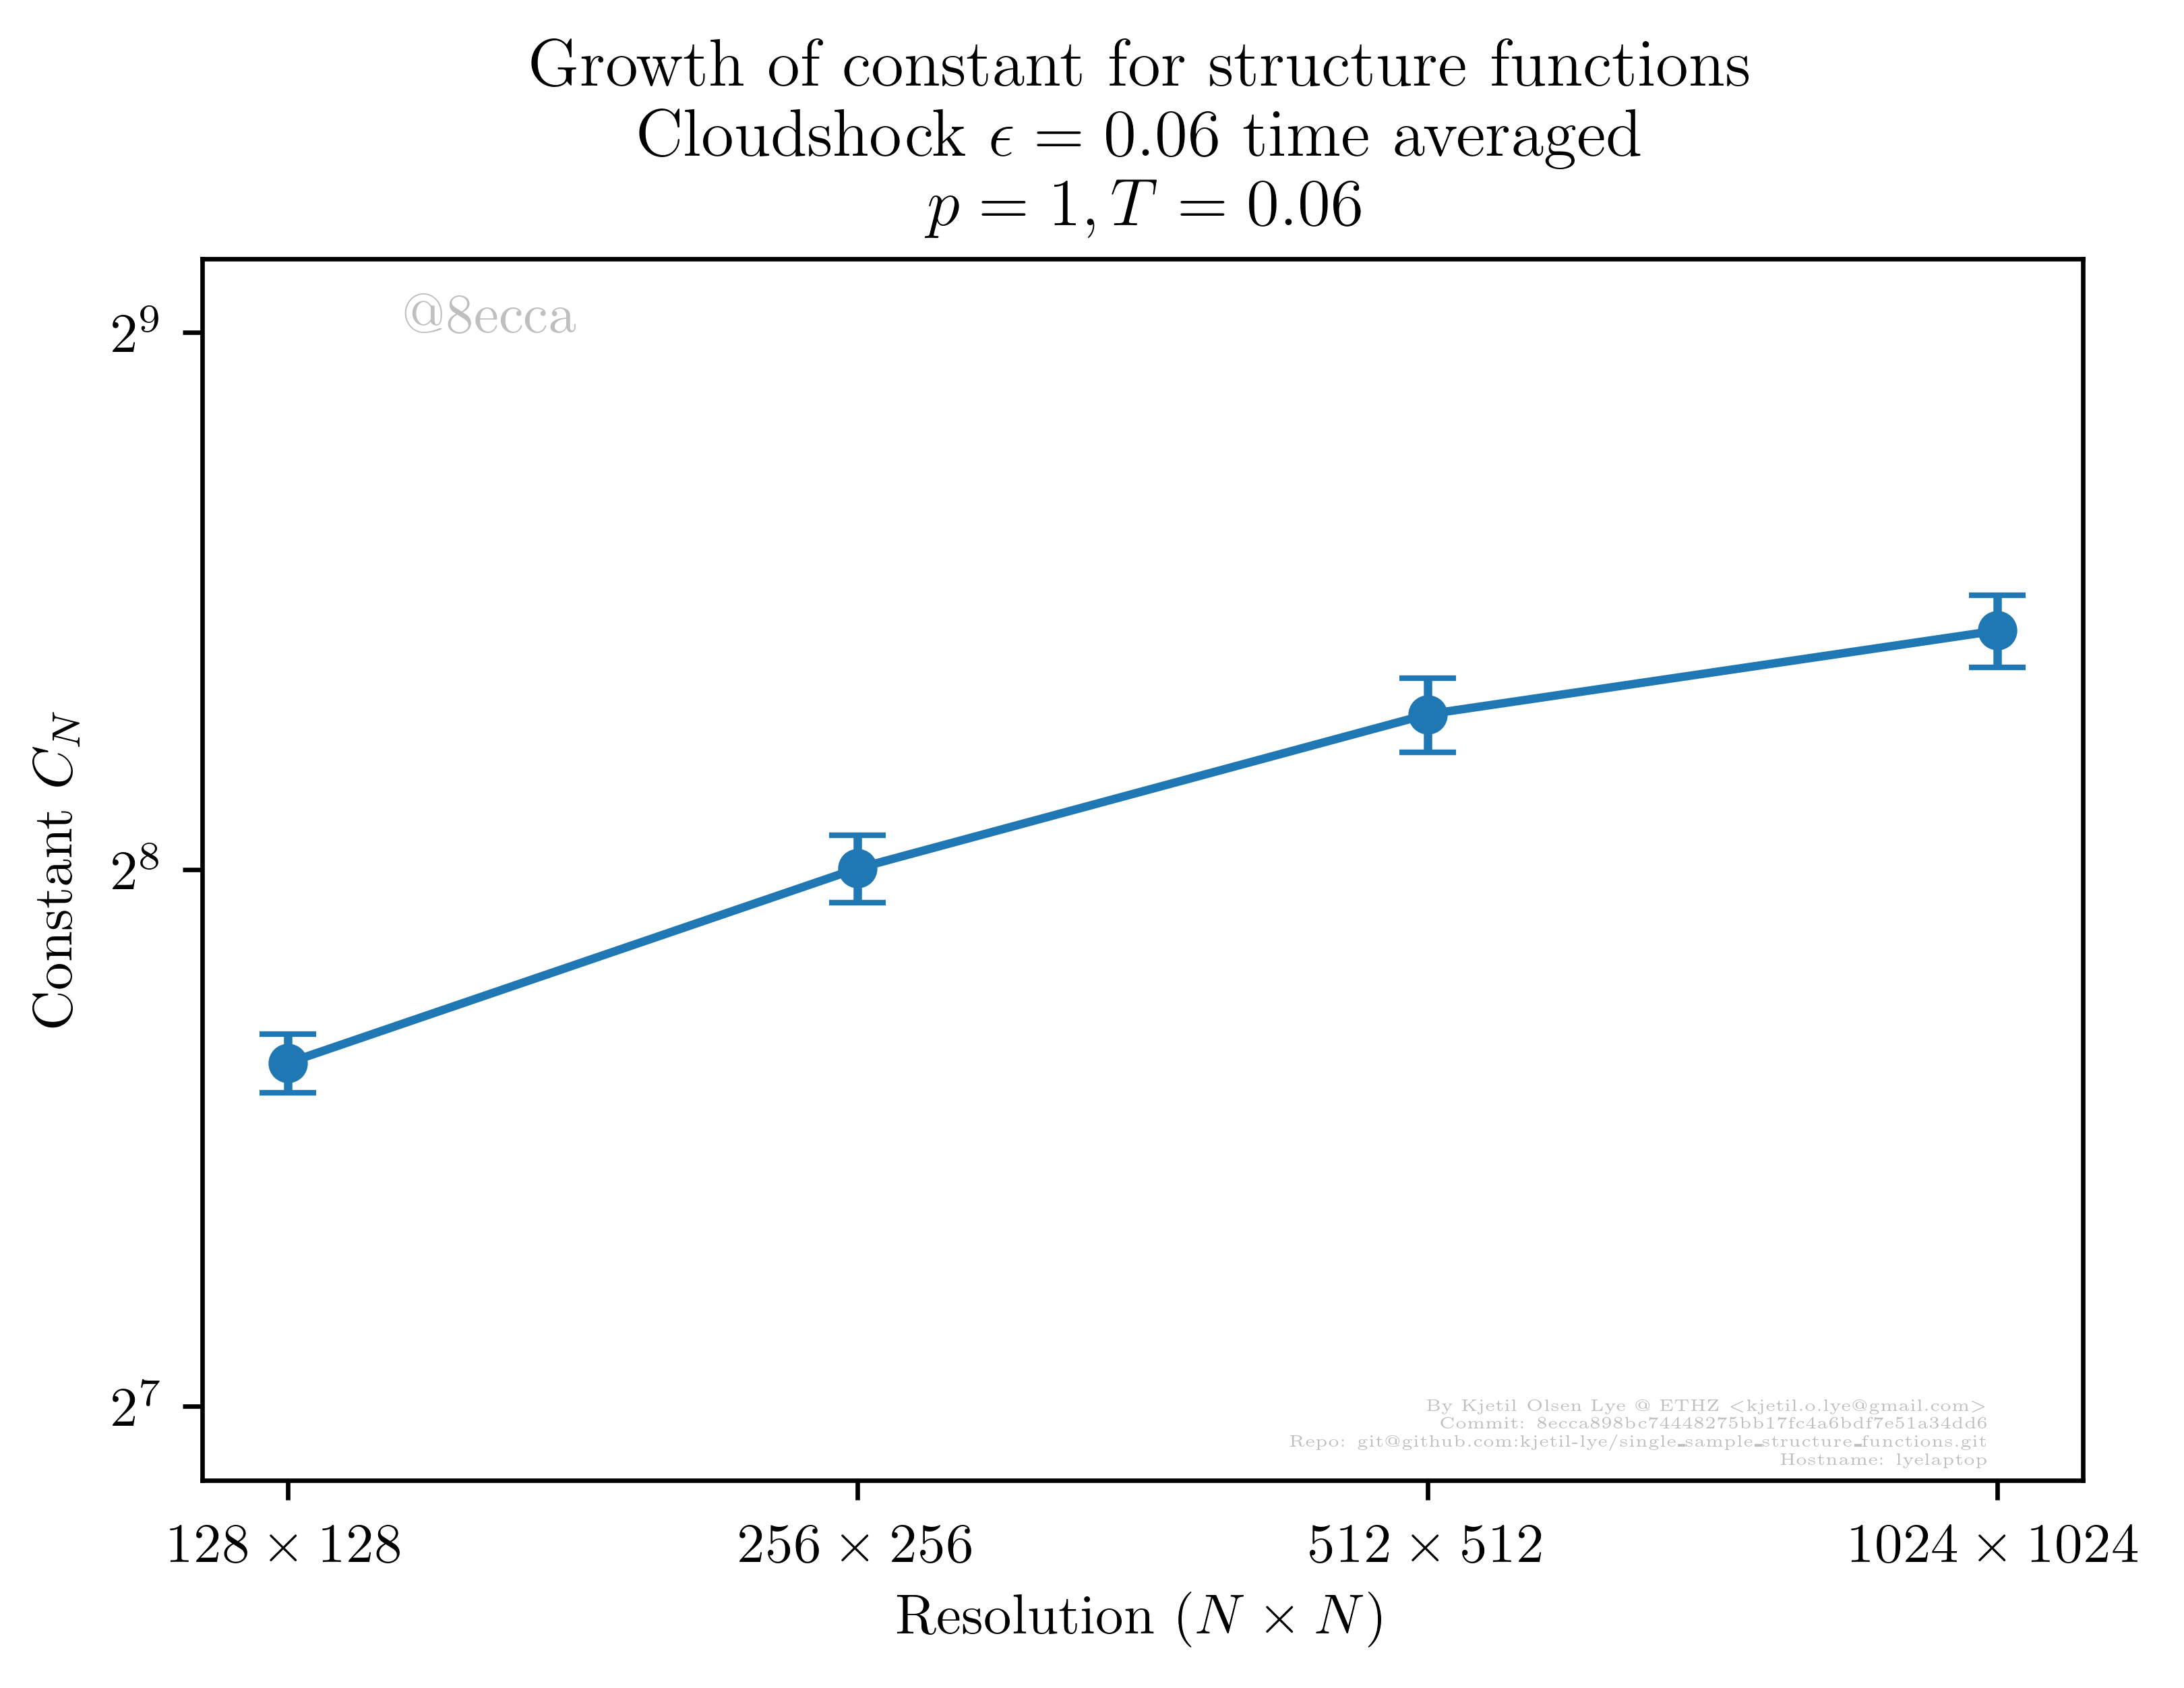 Growth of constant for structure functions
Cloudshock ϵ = 0.06 time averaged
p = 1, T = 0.06
@8ecca
2⁹
2⁸
2⁷
Constant C_N
By Kjetil Olsen Lye @ ETHZ <kjetil.o.lye@gmail.com>
Commit: 8ecca898bc74448275bb17fc4a6bdf7e51a34dd6
Repo: git@github.com:kjetil-lye/single_sample_structure_functions.git
Hostname: lyelaptop
128 × 128 256 × 256 512 × 512 1024 × 1024
Resolution (N × N)